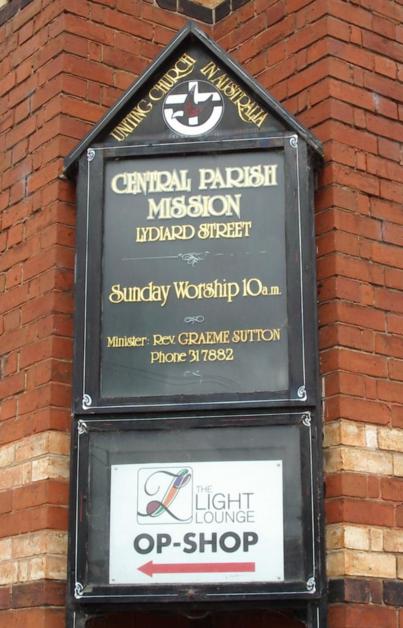 UNITING CHURCH IN AUSTRALIA
CENTRAL PARISH
MISSION
LYDIARD STREET
Sunday Worship 10 a.m.
Minister: Rev. GRAEME SUTTON
Phone 317882
THE
LIGHT
LOUNGE
OP-SHOP